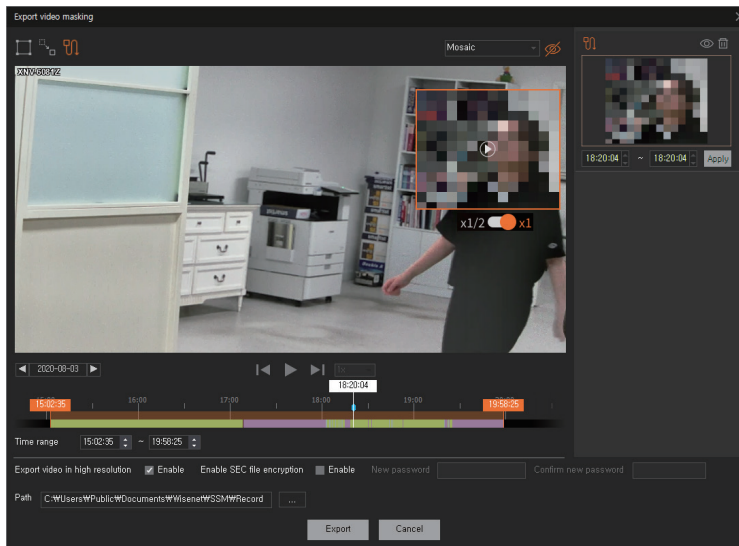 Export video masking
Mosaic
XNV-6081Z
x1/2 x1
18:20:04 ~ 18:20:04 Apply
2020-08-03
1x
18:20:04
15:02:35 16:00 17:00 18:00 19:00 19:58:25
Time range 15:02:35 ~ 19:58:25
Export video in high resolution Enable Enable SEC file encryption Enable New password Confirm new password
Path C:₩Users₩Public₩Documents₩Wisenet₩SSM₩Record ...
Export Cancel